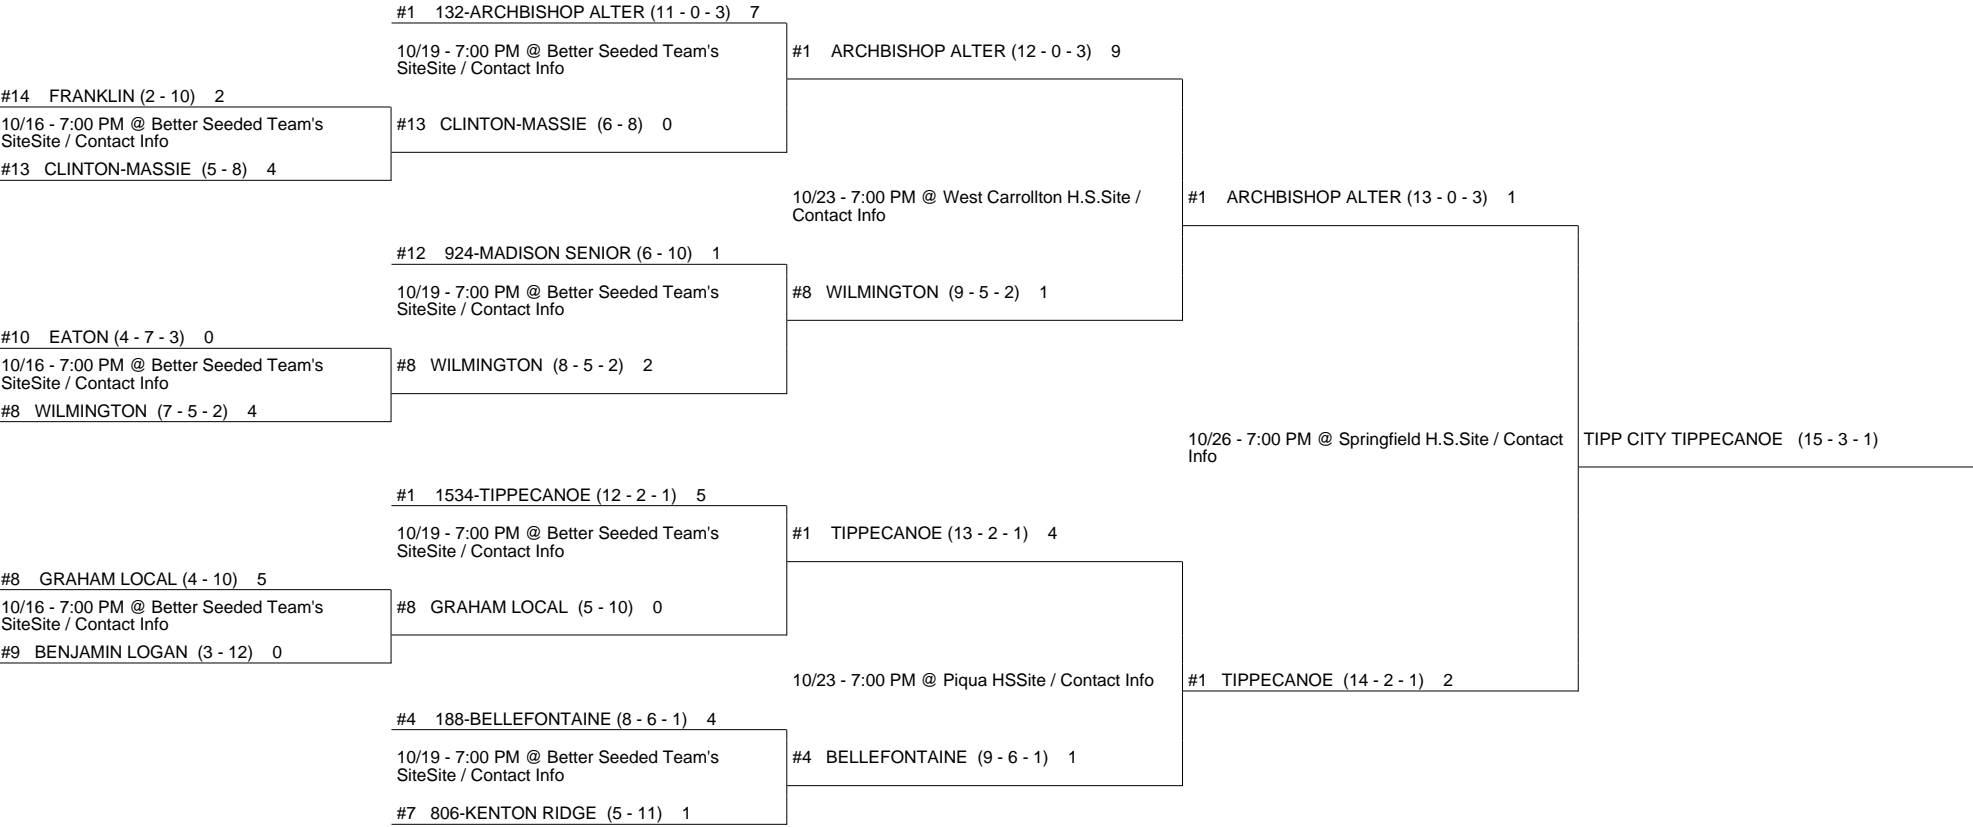 #1 132-ARCHBISHOP ALTER (11 - 0 - 3) 7
10/19 - 7:00 PM @ Better Seeded Team's
SiteSite / Contact Info
#1 ARCHBISHOP ALTER (12 - 0 - 3) 9
#14 FRANKLIN (2 - 10) 2
10/16 - 7:00 PM @ Better Seeded Team's
SiteSite / Contact Info
#13 CLINTON-MASSIE (6 - 8) 0
#13 CLINTON-MASSIE (5 - 8) 4
10/23 - 7:00 PM @ West Carrollton H.S.Site /
Contact Info
#1 ARCHBISHOP ALTER (13 - 0 - 3) 1
#12 924-MADISON SENIOR (6 - 10) 1
10/19 - 7:00 PM @ Better Seeded Team's
SiteSite / Contact Info
#8 WILMINGTON (9 - 5 - 2) 1
#10 EATON (4 - 7 - 3) 0
10/16 - 7:00 PM @ Better Seeded Team's
SiteSite / Contact Info
#8 WILMINGTON (8 - 5 - 2) 2
#8 WILMINGTON (7 - 5 - 2) 4
10/26 - 7:00 PM @ Springfield H.S.Site / Contact
Info
TIPP CITY TIPPECANOE (15 - 3 - 1)
#1 1534-TIPPECANOE (12 - 2 - 1) 5
10/19 - 7:00 PM @ Better Seeded Team's
SiteSite / Contact Info
#1 TIPPECANOE (13 - 2 - 1) 4
#8 GRAHAM LOCAL (4 - 10) 5
10/16 - 7:00 PM @ Better Seeded Team's
SiteSite / Contact Info
#8 GRAHAM LOCAL (5 - 10) 0
#9 BENJAMIN LOGAN (3 - 12) 0
10/23 - 7:00 PM @ Piqua HSSite / Contact Info
#1 TIPPECANOE (14 - 2 - 1) 2
#4 188-BELLEFONTAINE (8 - 6 - 1) 4
10/19 - 7:00 PM @ Better Seeded Team's
SiteSite / Contact Info
#4 BELLEFONTAINE (9 - 6 - 1) 1
#7 806-KENTON RIDGE (5 - 11) 1